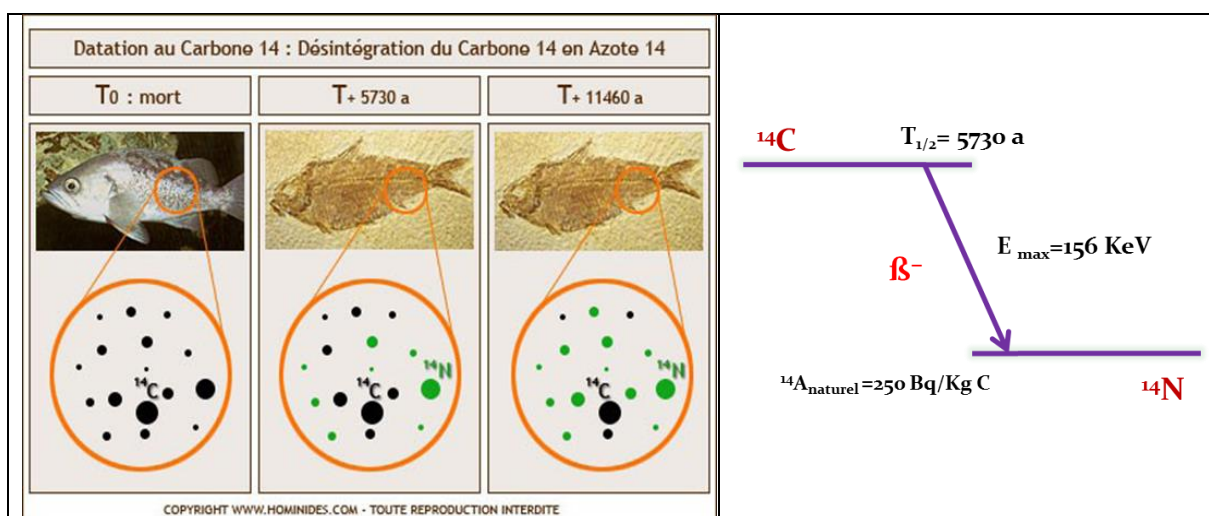 Datation au Carbone 14 : Désintégration du Carbone 14 en Azote 14
T0 : mort
T+ 5730 a
T+ 11460 a
¹⁴C
¹⁴C
¹⁴N
¹⁴C
¹⁴N
COPYRIGHT WWW.HOMINIDES.COM - TOUTE REPRODUCTION INTERDITE
¹⁴C
T₁/₂= 5730 a
E max=156 KeV
ß⁻
¹⁴Anaturel=250 Bq/Kg C
¹⁴N